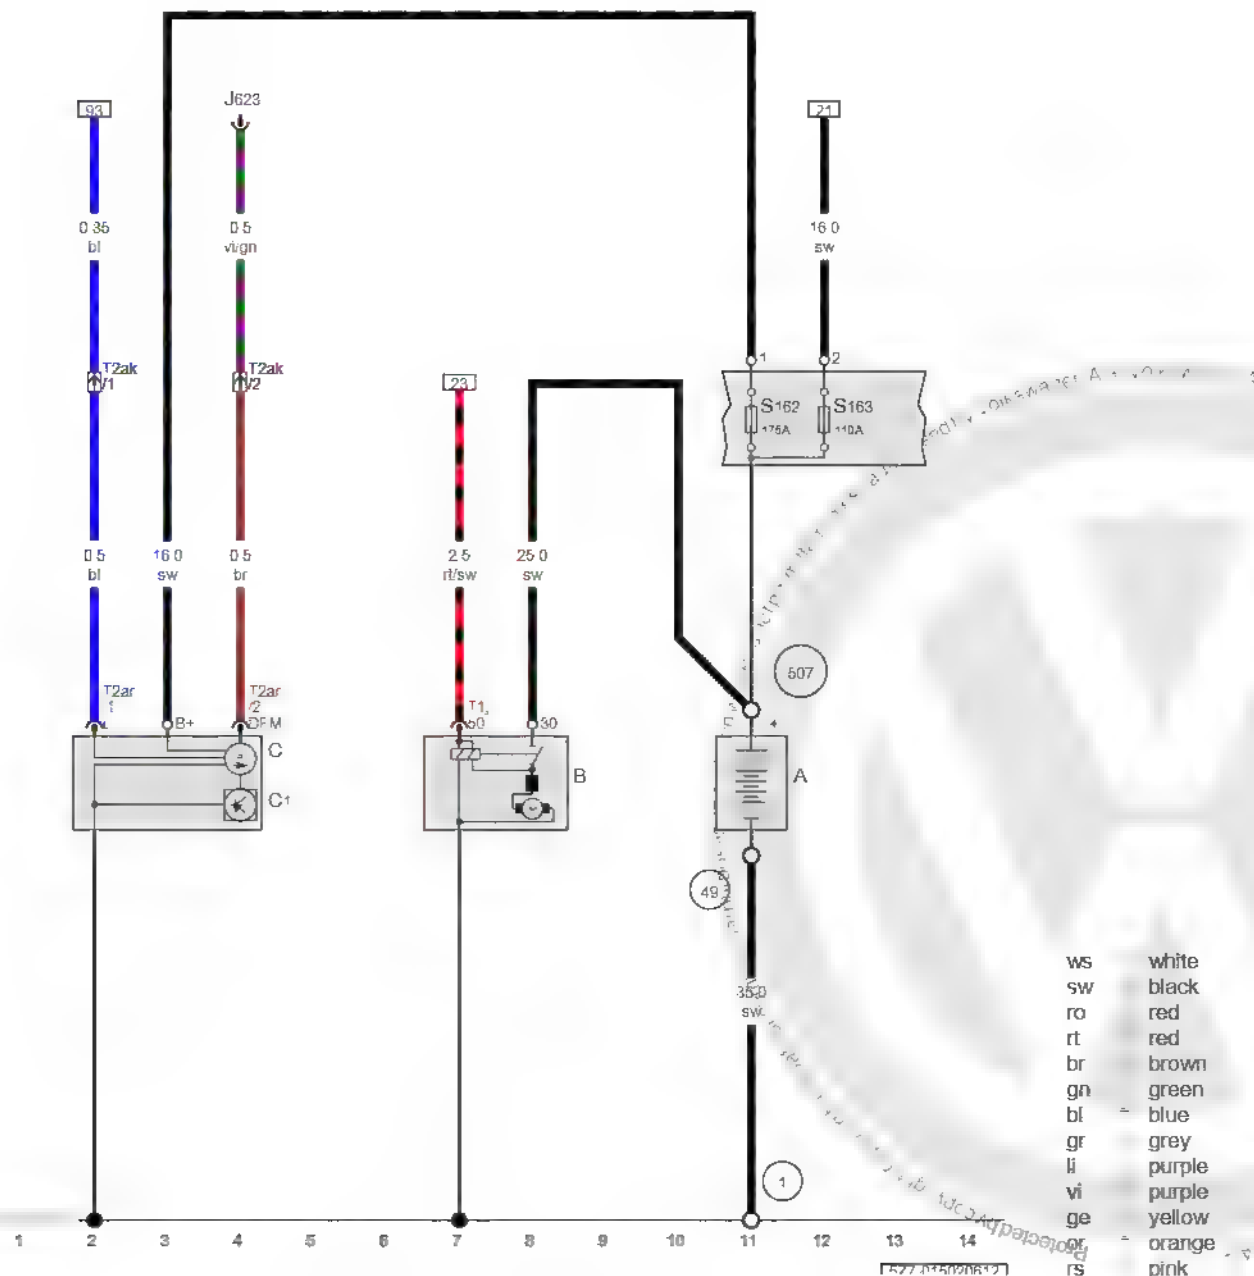 93
J623
21
0.35
bl
0.5
vi/gn
16.0
sw
T2ak
/1
T2ak
/2
23
1
2
S162
175A
S163
110A
0.5
bl
16.0
sw
0.5
br
2.5
rt/sw
25.0
sw
507
T2ar
B+
T2ar
/2
DFM
T1
50
30
+
C
C1
B
A
49
35.0
sw
1
ws white
sw black
ro red
rt red
br brown
gn green
bl = blue
gr grey
li purple
vi purple
ge yellow
or = orange
rs pink
1 2 3 4 5 6 7 8 9 10 11 12 13 14
Protected by copyright